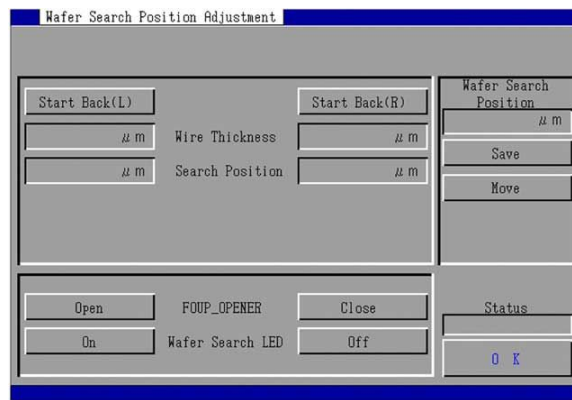 Wafer Search Position Adjustment
Start Back(L)
Start Back(R)
μm Wire Thickness μm
μm Search Position μm
Wafer Search
Position
μm
Save
Move
Open FOUP_OPENER Close
On Wafer Search LED Off
Status
O K